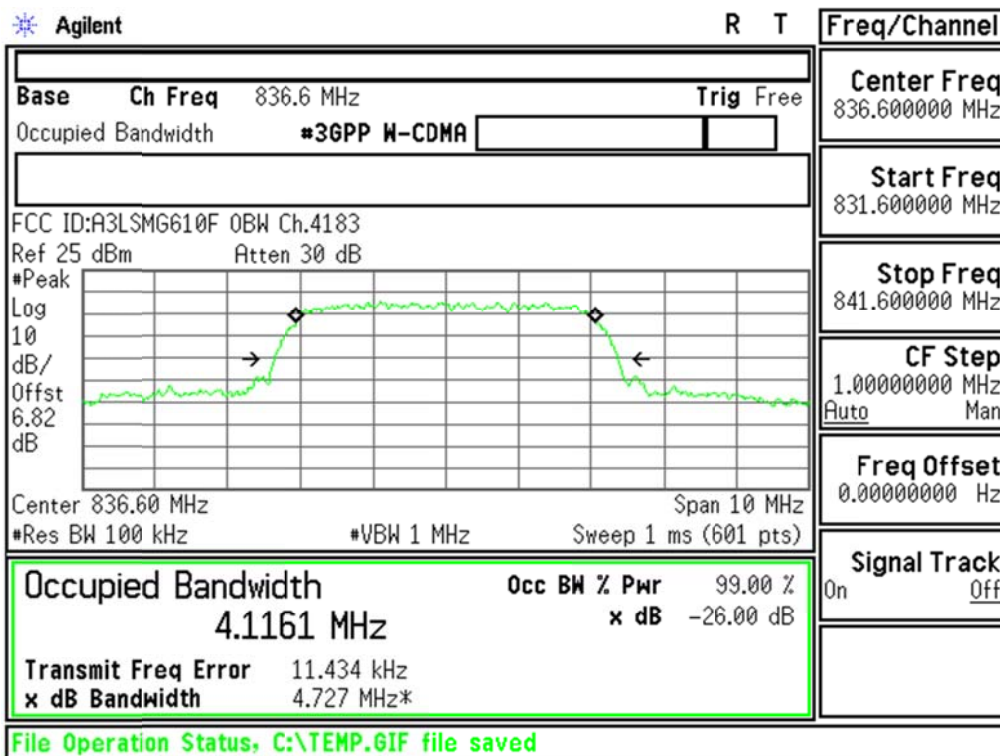 Agilent R T Freq/Channel
Base Ch Freq 836.6 MHz Trig Free
Occupied Bandwidth #3GPP W-CDMA
FCC ID:A3LSMG610F OBW Ch.4183
Ref 25 dBm Atten 30 dB
#Peak
Log
10
dB/
Offst
6.82
dB
Center 836.60 MHz Span 10 MHz
#Res BW 100 kHz #VBW 1 MHz Sweep 1 ms (601 pts)
Occupied Bandwidth
4.1161 MHz
Occ BW % Pwr 99.00 %
x dB -26.00 dB
Transmit Freq Error 11.434 kHz
x dB Bandwidth 4.727 MHz*
File Operation Status, C:\TEMP.GIF file saved
Center Freq
836.600000 MHz
Start Freq
831.600000 MHz
Stop Freq
841.600000 MHz
CF Step
1.00000000 MHz
Auto Man
Freq Offset
0.00000000 Hz
Signal Track
On Off